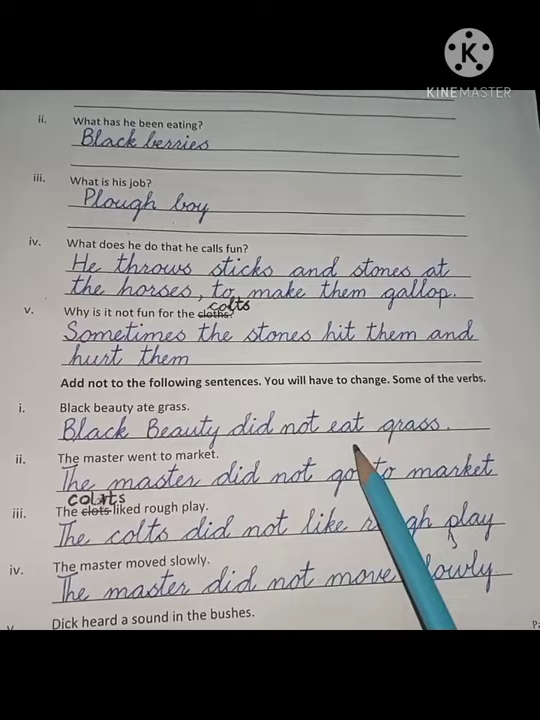 K
KINEMASTER
ii. What has he been eating?
Black berries
iii. What is his job?
Plough boy
iv. What does he do that he calls fun?
He throws sticks and stones at
the horses, to make them gallop.
colts
v. Why is it not fun for the cloths?
Sometimes the stones hit them and
hurt them
Add not to the following sentences. You will have to change. Some of the verbs.
i. Black beauty ate grass.
Black Beauty did not eat grass.
ii. The master went to market.
The master did not go to market
colts
iii. The clots liked rough play.
The colts did not like play
iv. The master moved slowly.
The master did not move
v. Dick heard a sound in the bushes.